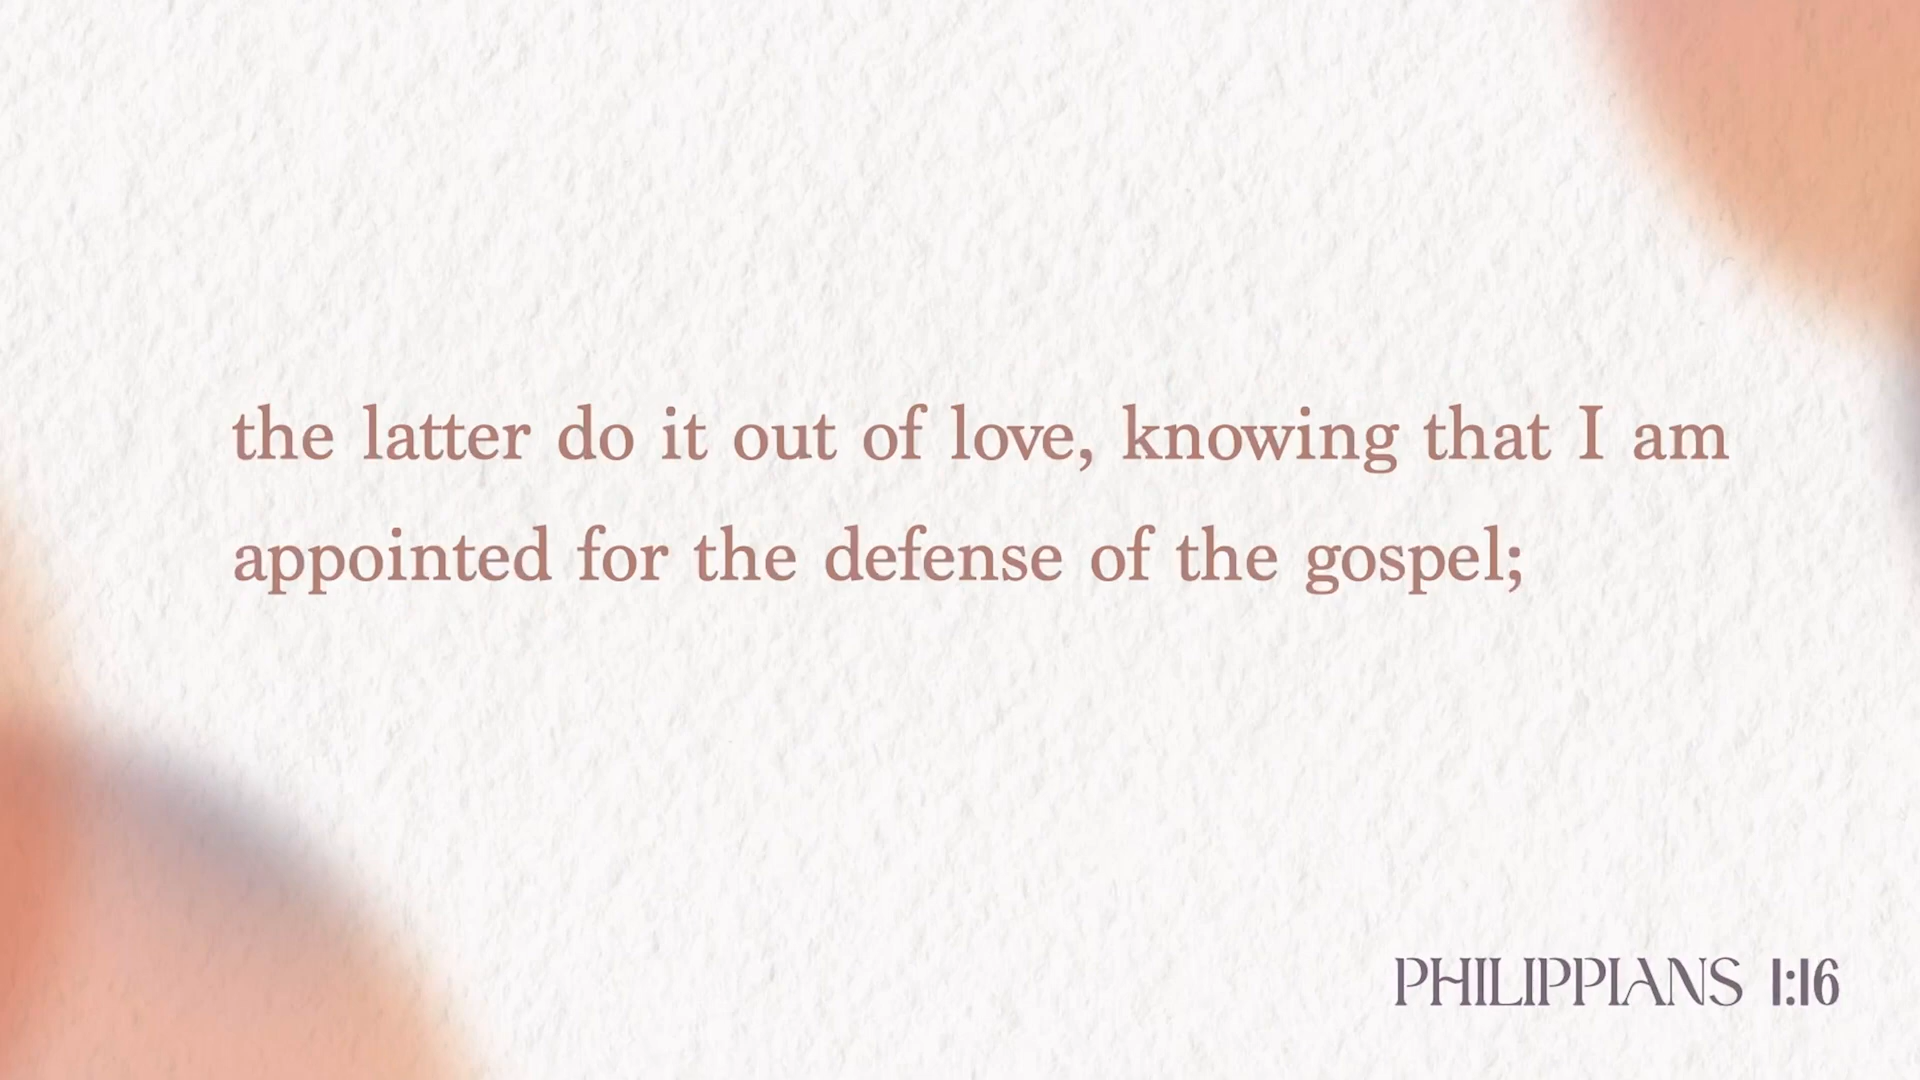 the latter do it out of love, knowing that I am
appointed for the defense of the gospel;
PHILIPPIANS 1:16